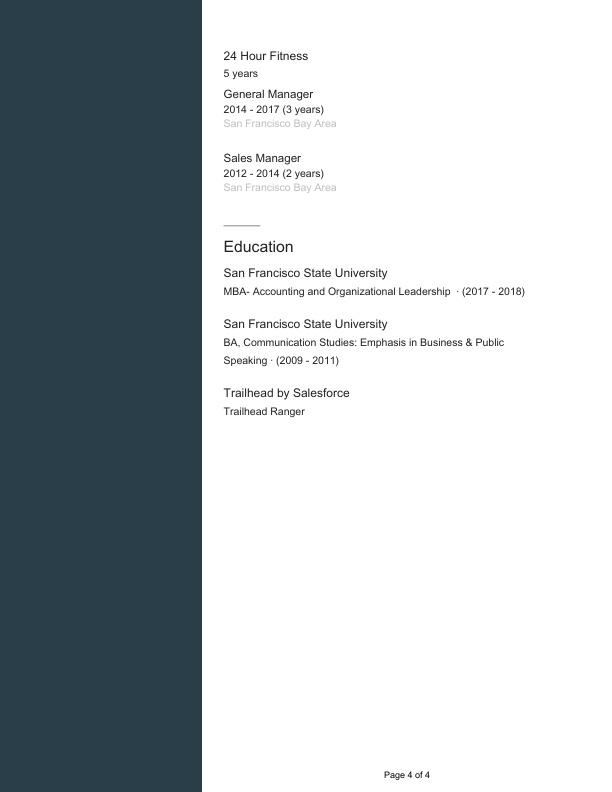 24 Hour Fitness
5 years
General Manager
2014 - 2017 (3 years)
San Francisco Bay Area
Sales Manager
2012 - 2014 (2 years)
San Francisco Bay Area
Education
San Francisco State University
MBA- Accounting and Organizational Leadership · (2017 - 2018)
San Francisco State University
BA, Communication Studies: Emphasis in Business & Public
Speaking · (2009 - 2011)
Trailhead by Salesforce
Trailhead Ranger
Page 4 of 4